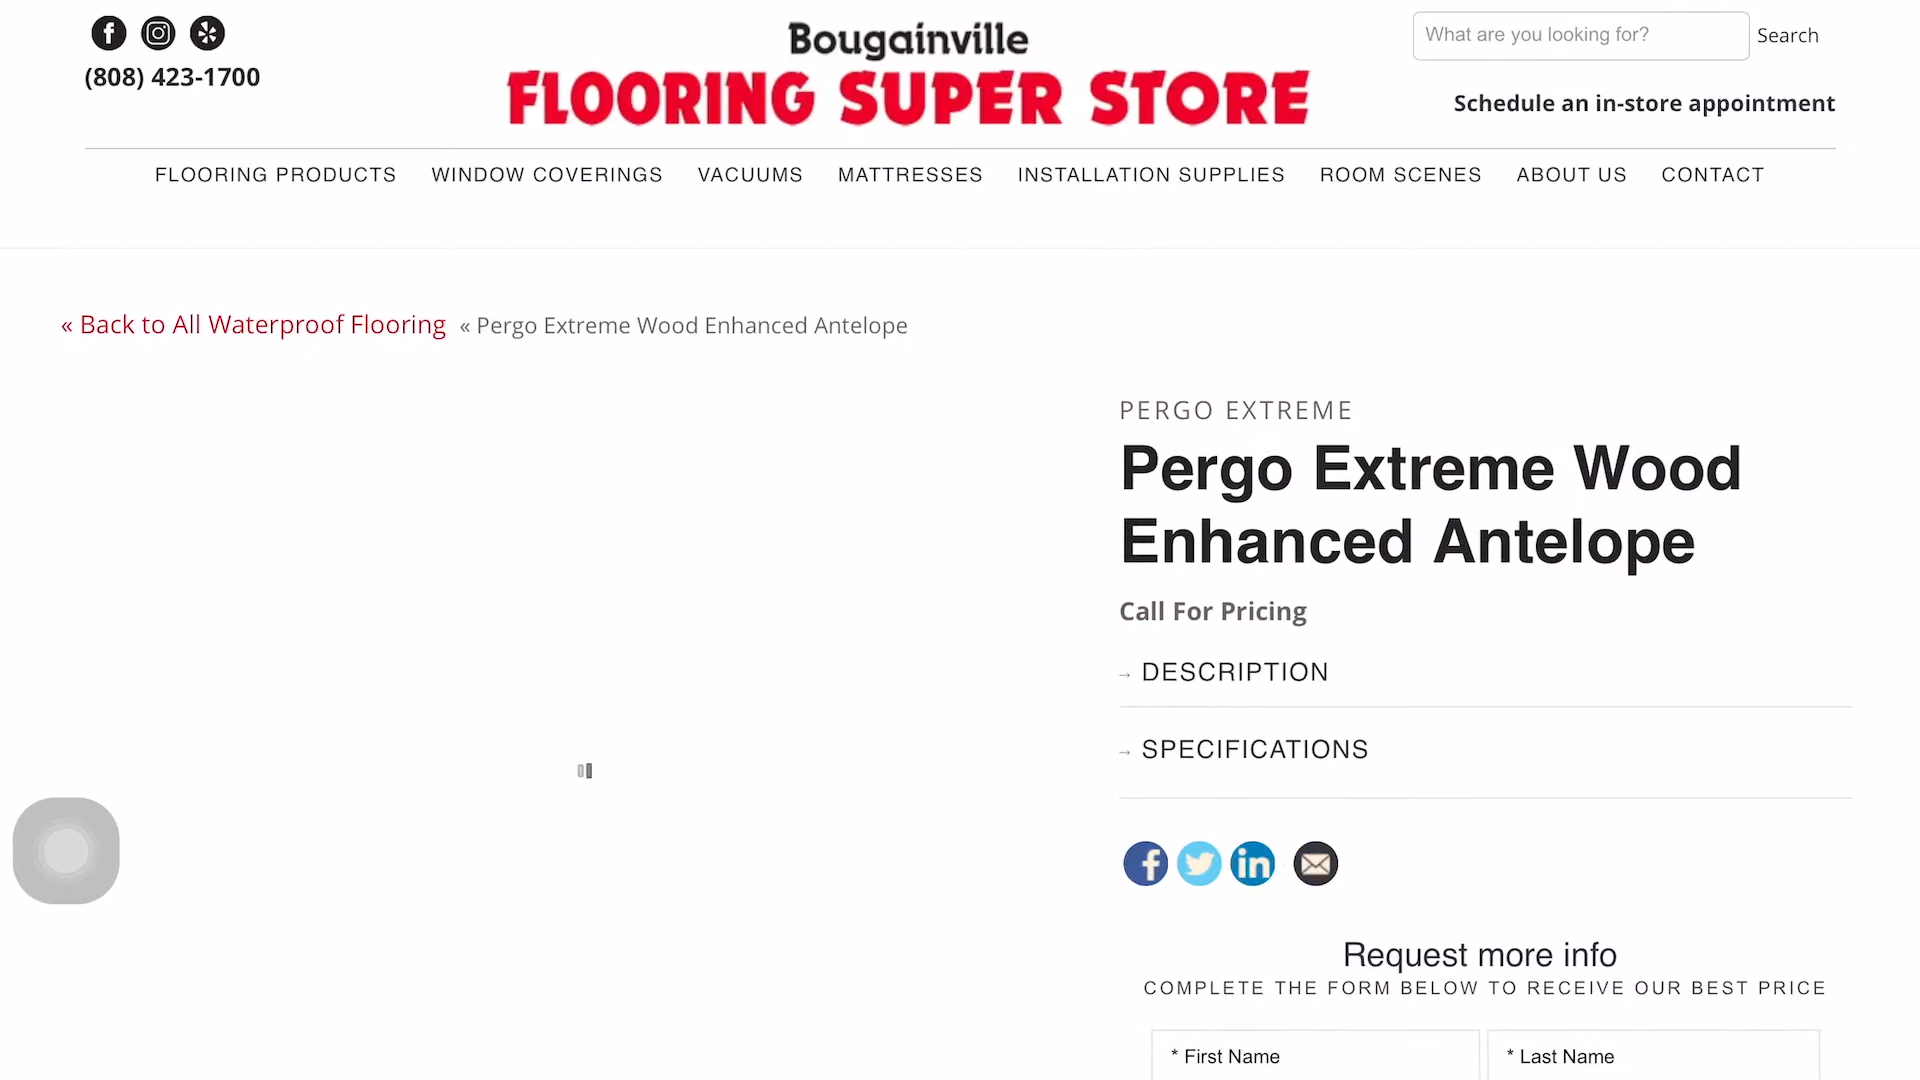 (808) 423-1700
Bougainville
FLOORING SUPER STORE
What are you looking for?
Search
Schedule an in-store appointment
FLOORING PRODUCTS
WINDOW COVERINGS
VACUUMS
MATTRESSES
INSTALLATION SUPPLIES
ROOM SCENES
ABOUT US
CONTACT
« Back to All Waterproof Flooring « Pergo Extreme Wood Enhanced Antelope
PERGO EXTREME
Pergo Extreme Wood
Enhanced Antelope
Call For Pricing
→ DESCRIPTION
→ SPECIFICATIONS
Request more info
COMPLETE THE FORM BELOW TO RECEIVE OUR BEST PRICE
* First Name
* Last Name